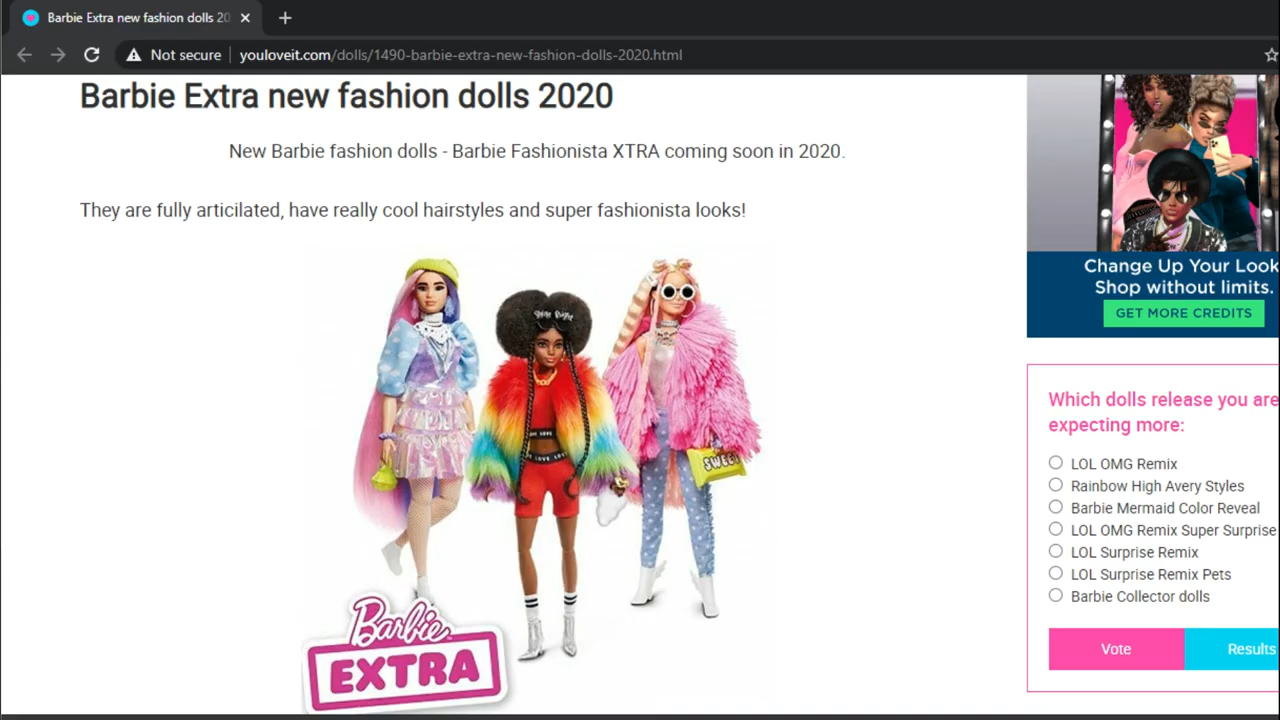 Barbie Extra new fashion dolls 20
Not secure
youloveit.com/dolls/1490-barbie-extra-new-fashion-dolls-2020.html
Barbie Extra new fashion dolls 2020
New Barbie fashion dolls - Barbie Fashionista XTRA coming soon in 2020.
They are fully articilated, have really cool hairstyles and super fashionista looks!
SWEET
Barbie
EXTRA
Change Up Your Look
Shop without limits.
GET MORE CREDITS
Which dolls release you are
expecting more:
LOL OMG Remix
Rainbow High Avery Styles
Barbie Mermaid Color Reveal
LOL OMG Remix Super Surprise
LOL Surprise Remix
LOL Surprise Remix Pets
Barbie Collector dolls
Vote
Results